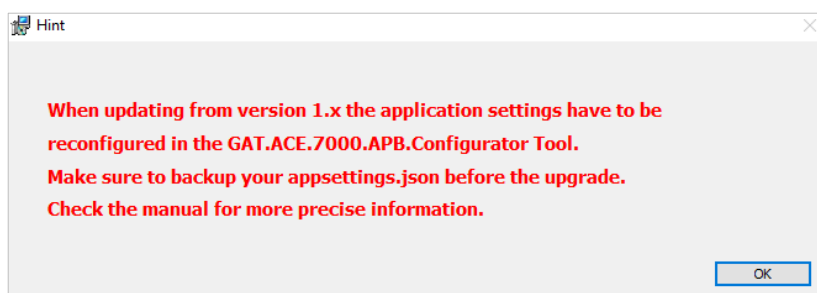 Hint
When updating from version 1.x the application settings have to be
reconfigured in the GAT.ACE.7000.APB.Configurator Tool.
Make sure to backup your appsettings.json before the upgrade.
Check the manual for more precise information.
OK